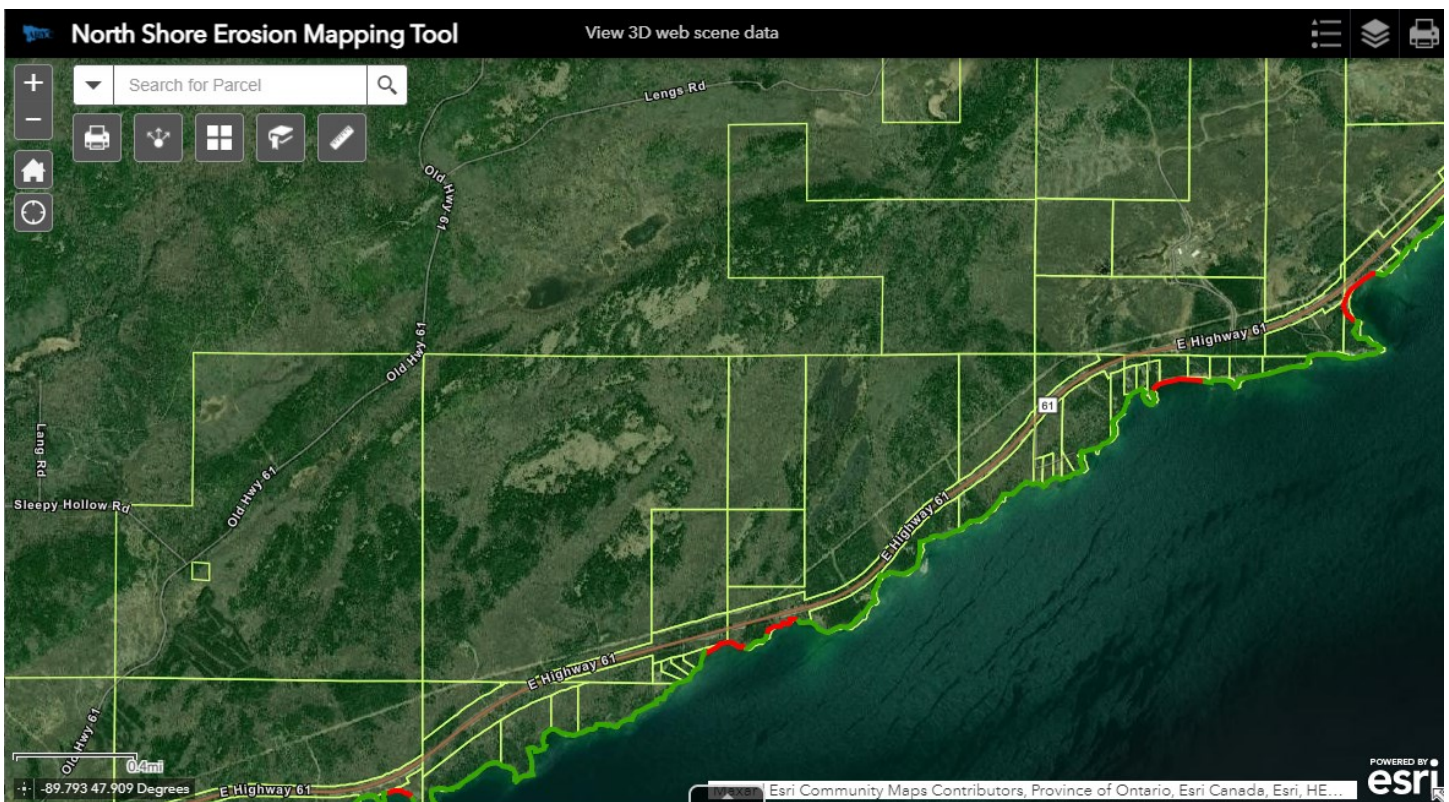 North Shore Erosion Mapping Tool
View 3D web scene data
+
Search for Parcel
−
Lengs Rd
Old Hwy 61
E Highway 61
Old Hwy 61
Old Hwy 61
61
Lang Rd
Sleepy Hollow Rd
Old Hwy 61
E Highway 61
E Highway 61
Old Hwy 61
0.4mi
-89.793 47.909 Degrees
E Highway 61
Maxar | Esri Community Maps Contributors, Province of Ontario, Esri Canada, Esri, HE...
POWERED BY
esri